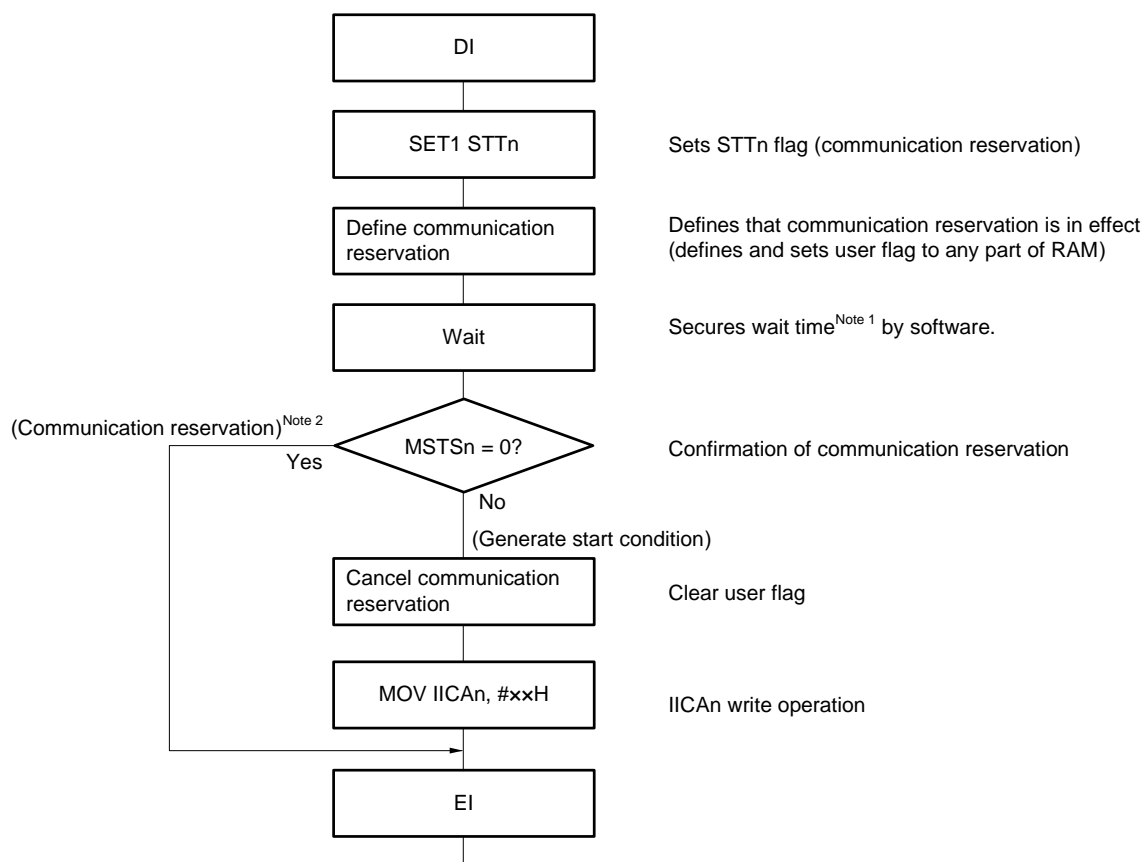 DI
SET1 STTn
Sets STTn flag (communication reservation)
Define communication
reservation
Defines that communication reservation is in effect
(defines and sets user flag to any part of RAM)
Wait
Secures wait time Note 1 by software.
(Communication reservation) Note 2
Yes
MSTSn = 0?
Confirmation of communication reservation
No
(Generate start condition)
Cancel communication
reservation
Clear user flag
MOV IICAn, #××H
IICAn write operation
EI